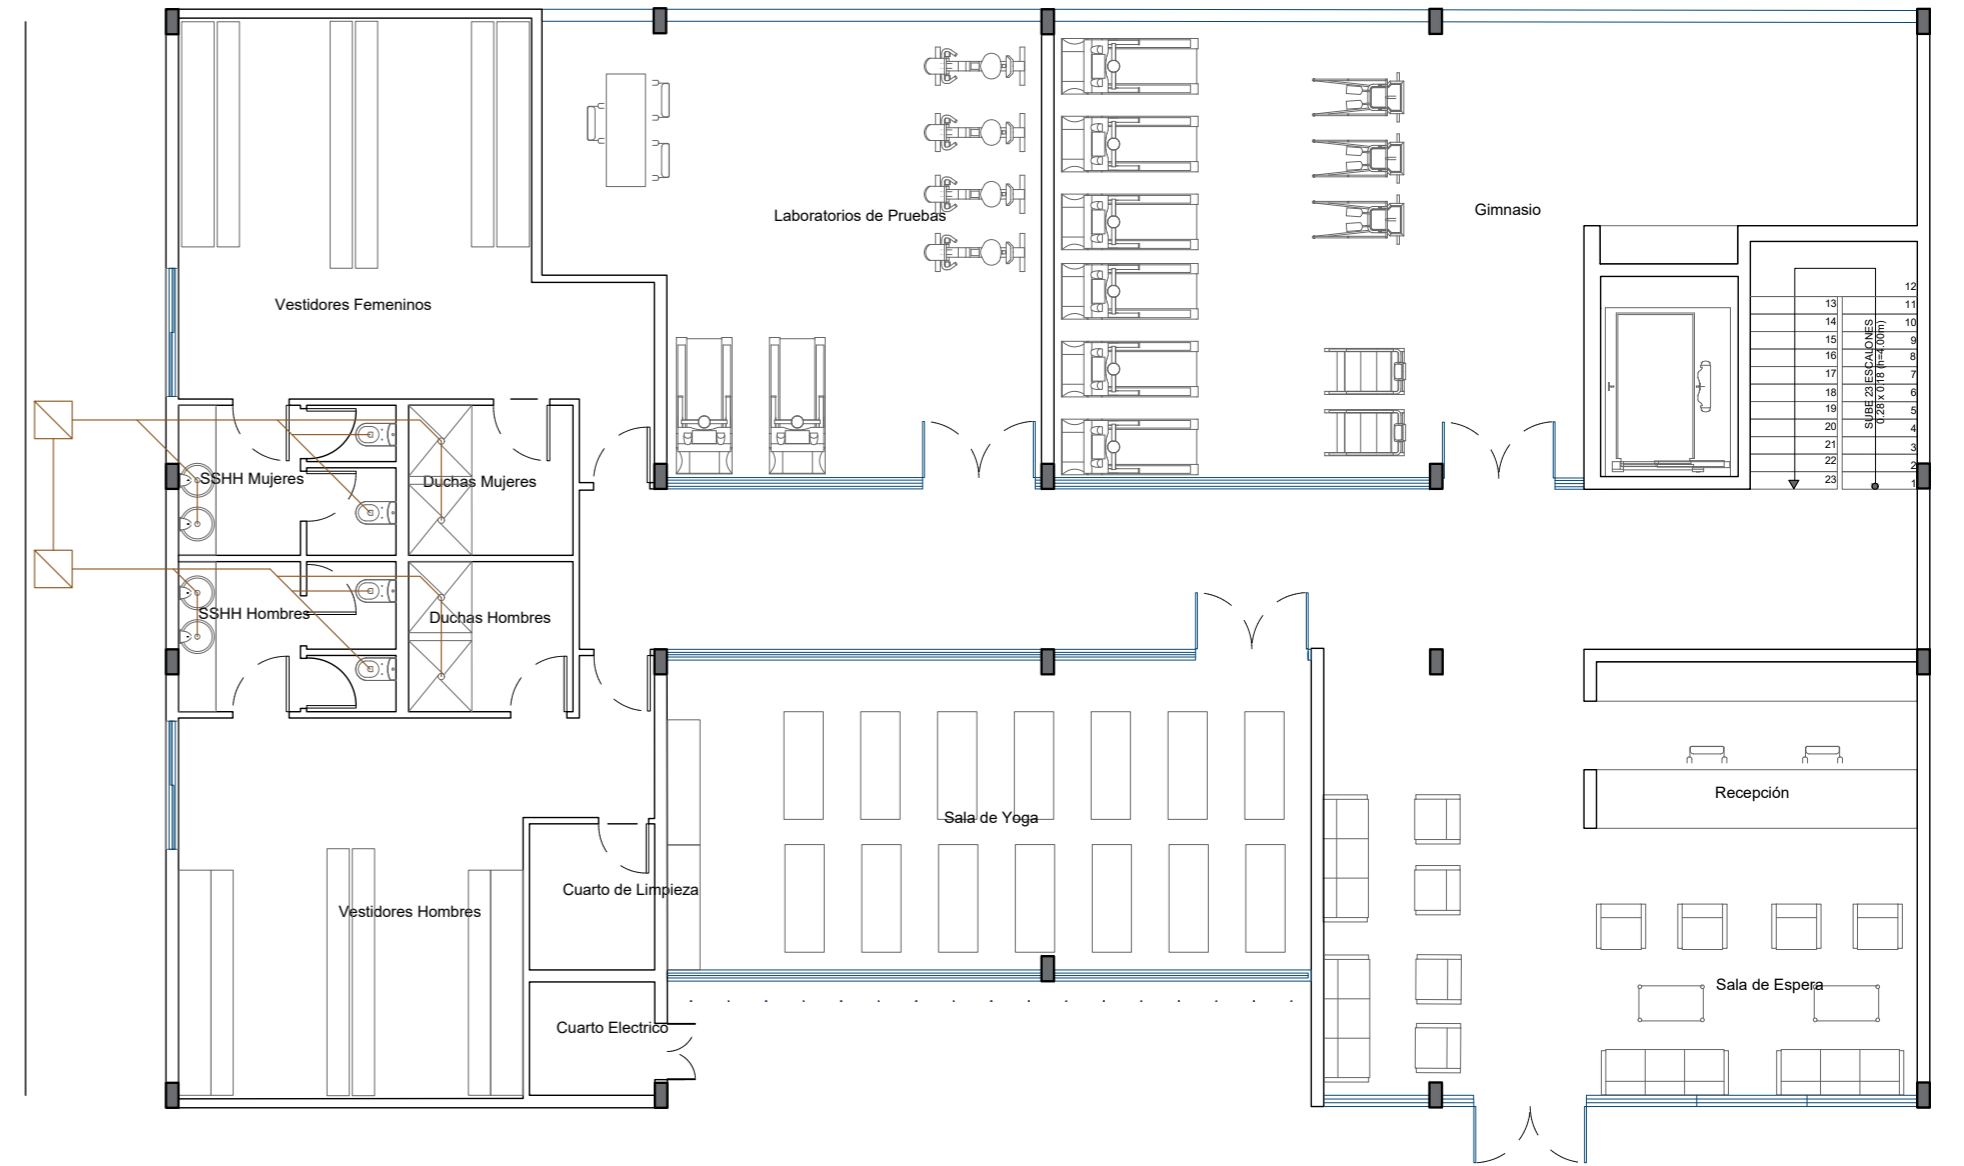 Laboratorios de Pruebas
Gimnasio
Vestidores Femeninos
12
13
11
14
10
15
9
16
8
17
7
18
6
19
5
20
4
21
3
22
2
23
1
SUBE 23 ESCALONES
0.28 x 0.18 (h=4.00m)
SSHH Mujeres
Duchas Mujeres
SSHH Hombres
Duchas Hombres
Recepción
Sala de Yoga
Cuarto de Limpieza
Vestidores Hombres
Sala de Espera
Cuarto Electrico